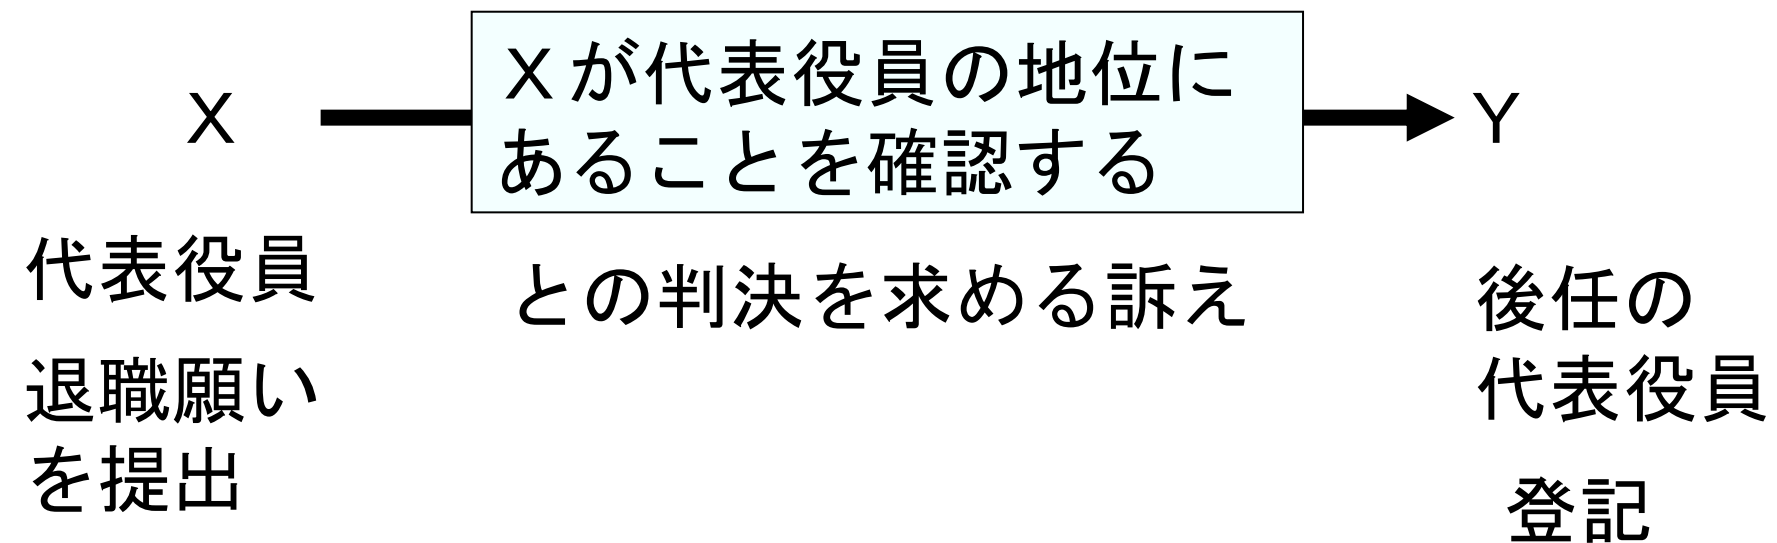 X
Xが代表役員の地位に
あることを確認する
Y
代表役員
退職願い
を提出
との判決を求める訴え
後任の
代表役員
登記